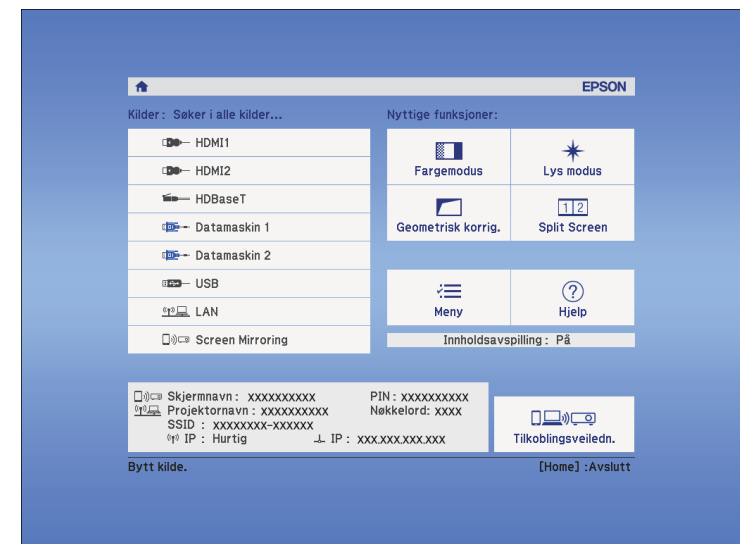 EPSON
Kilder : Søker i alle kilder...
HDMI1
HDMI2
HDBaseT
Datamaskin 1
Datamaskin 2
USB
LAN
Screen Mirroring
Nyttige funksjoner:
Fargemodus
Lys modus
Geometrisk korrig.
1 2
Split Screen
Meny
? 
Hjelp
Innholdsavspilling : På
Skjermnavn : xxxxxxxxxx PIN : xxxxxxxxxx
Projektornavn : xxxxxxxxxx Nøkkelord: xxxx
SSID : xxxxxxxx-xxxxxx
IP : Hurtig IP : xxx.xxx.xxx.xxx
Tilkoblingsveiledn.
Bytt kilde. [Home] :Avslutt